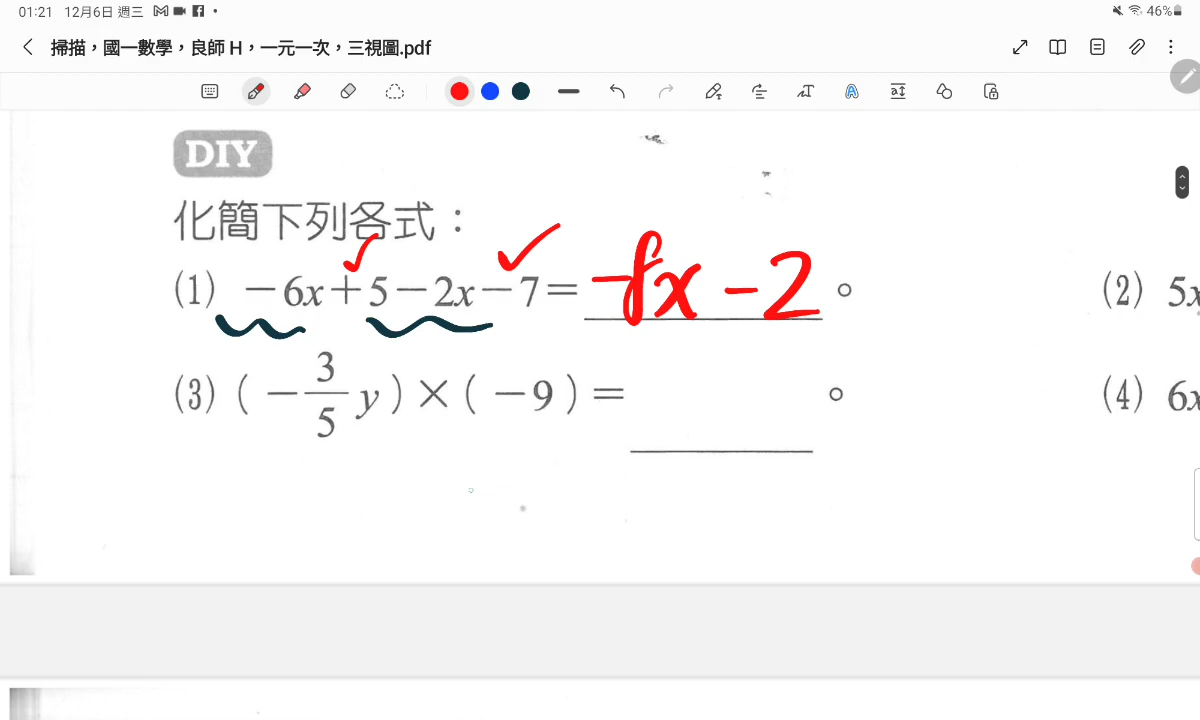 01:21 12月6日 週三 46%
掃描，國一數學，良師 H，一元一次，三視圖.pdf
DIY
化簡下列各式：
(1) －6x＋5－2x－7＝ -8x-2 。
(2) 5x
(3) (－3/5 y)×(－9)＝ 。
(4) 6x